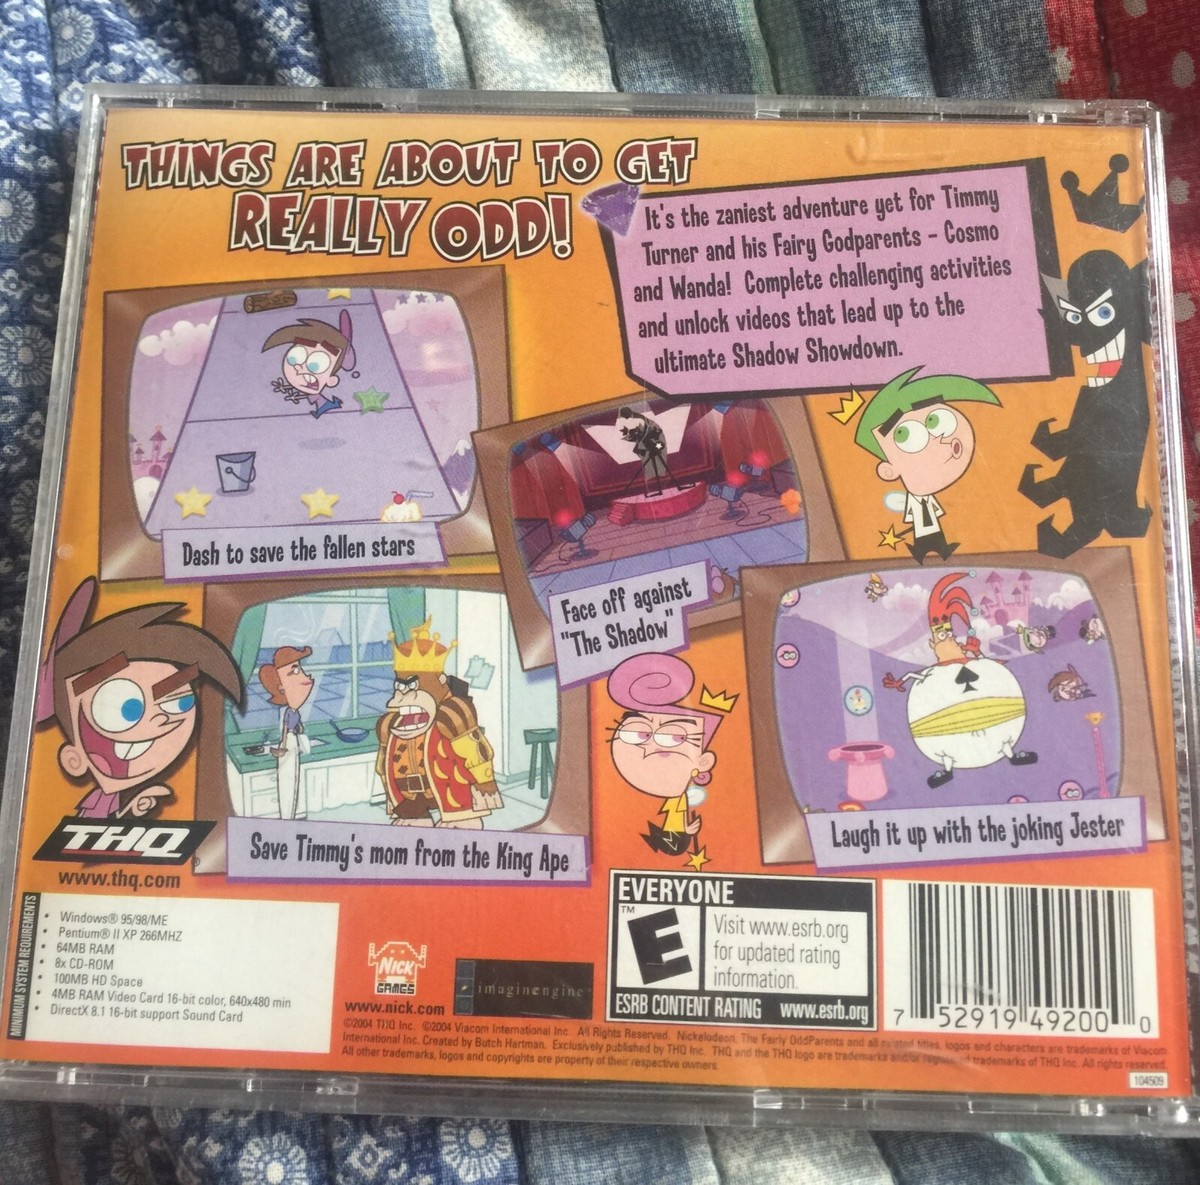 THINGS ARE ABOUT TO GET
REALLY ODD!
It's the zaniest adventure yet for Timmy
Turner and his Fairy Godparents - Cosmo
and Wanda! Complete challenging activities
and unlock videos that lead up to the
ultimate Shadow Showdown.
Dash to save the fallen stars
Face off against
"The Shadow"
Save Timmy's mom from the King Ape
Laugh it up with the joking Jester
THQ
www.thq.com
MINIMUM SYSTEM REQUIREMENTS
• Windows® 95/98/ME
• Pentium® II XP 266MHZ
• 64MB RAM
• 8x CD-ROM
• 100MB HD Space
• 4MB RAM Video Card 16-bit color, 640x480 min
• DirectX 8.1 16-bit support Sound Card
NICK
GAMES
www.nick.com
imaginengine
EVERYONE
E™
Visit www.esrb.org
for updated rating
information.
ESRB CONTENT RATING www.esrb.org
7 52919 49200 0
©2004 THQ Inc. ©2004 Viacom International Inc. All Rights Reserved. Nickelodeon, The Fairly OddParents and all related titles, logos and characters are trademarks of Viacom
International Inc. Created by Butch Hartman. Exclusively published by THQ Inc. THQ and the THQ logo are trademarks and/or registered trademarks of THQ Inc. All rights reserved.
All other trademarks, logos and copyrights are property of their respective owners.
104509